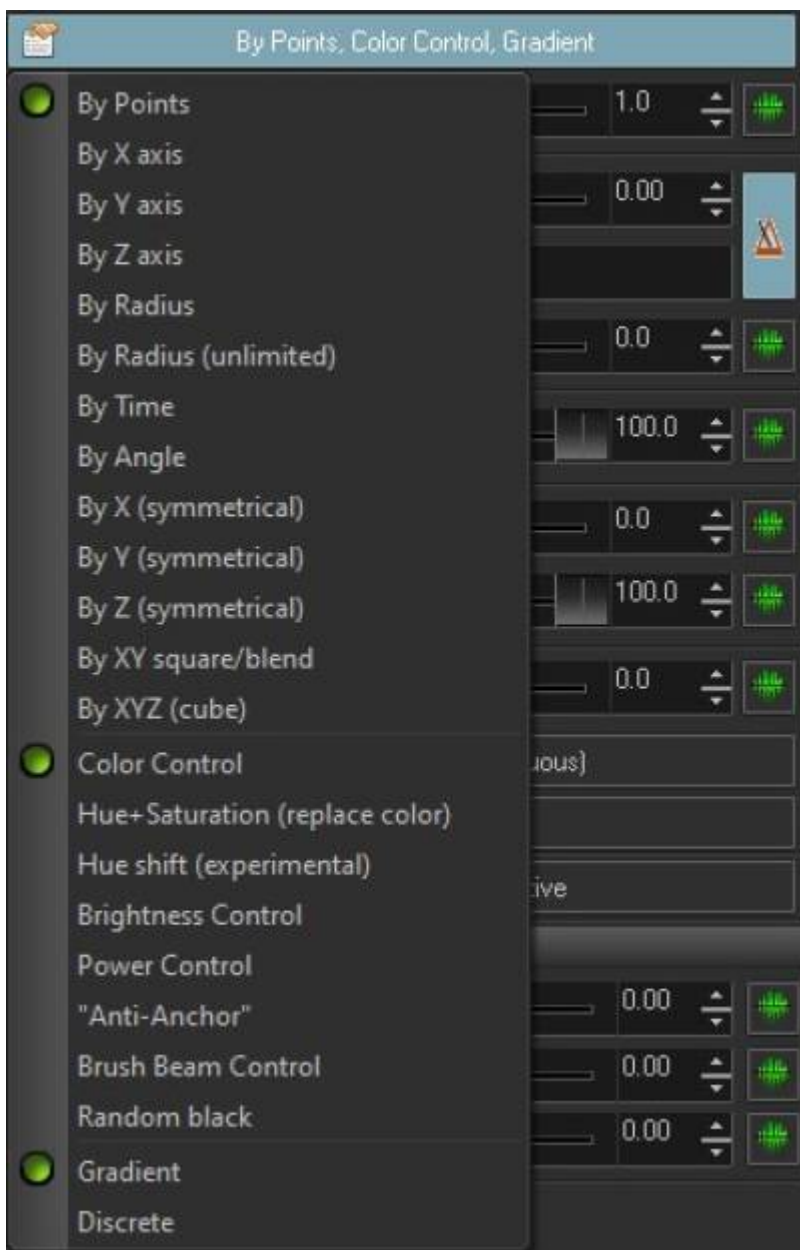 By Points, Color Control, Gradient
By Points
1.0
By X axis
By Y axis
0.00
By Z axis
By Radius
By Radius (unlimited)
0.0
By Time
100.0
By Angle
By X (symmetrical)
0.0
By Y (symmetrical)
By Z (symmetrical)
100.0
By XY square/blend
0.0
By XYZ (cube)
Color Control
uous)
Hue+Saturation (replace color)
Hue shift (experimental)
ive
Brightness Control
Power Control
"Anti-Anchor"
0.00
Brush Beam Control
0.00
Random black
0.00
Gradient
Discrete